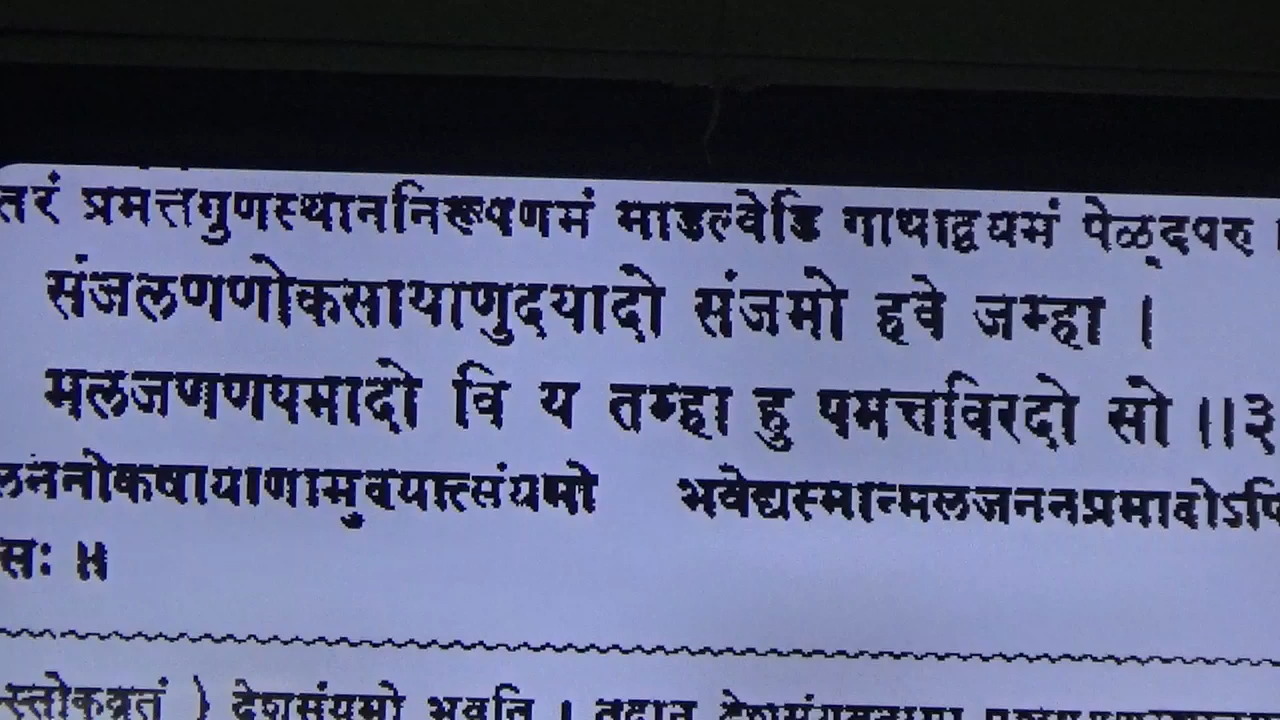 तरं प्रमत्तगुणस्थाननिरूपणमं माडल्वेडि गाथाद्वयमं पेळ्दपरु
संजलणणोकसायाणुदयादो संजमो हवे जम्हा ।
मलजणणपमादो वि य तम्हा हु पमत्तविरदो सो ॥३
लननोकषायाणामुदयात्संयमो भवेद्यस्मान्मलजननप्रमादोऽपि
सः ॥
स्तोकव्रतं ) देशसंयमो भवति ।